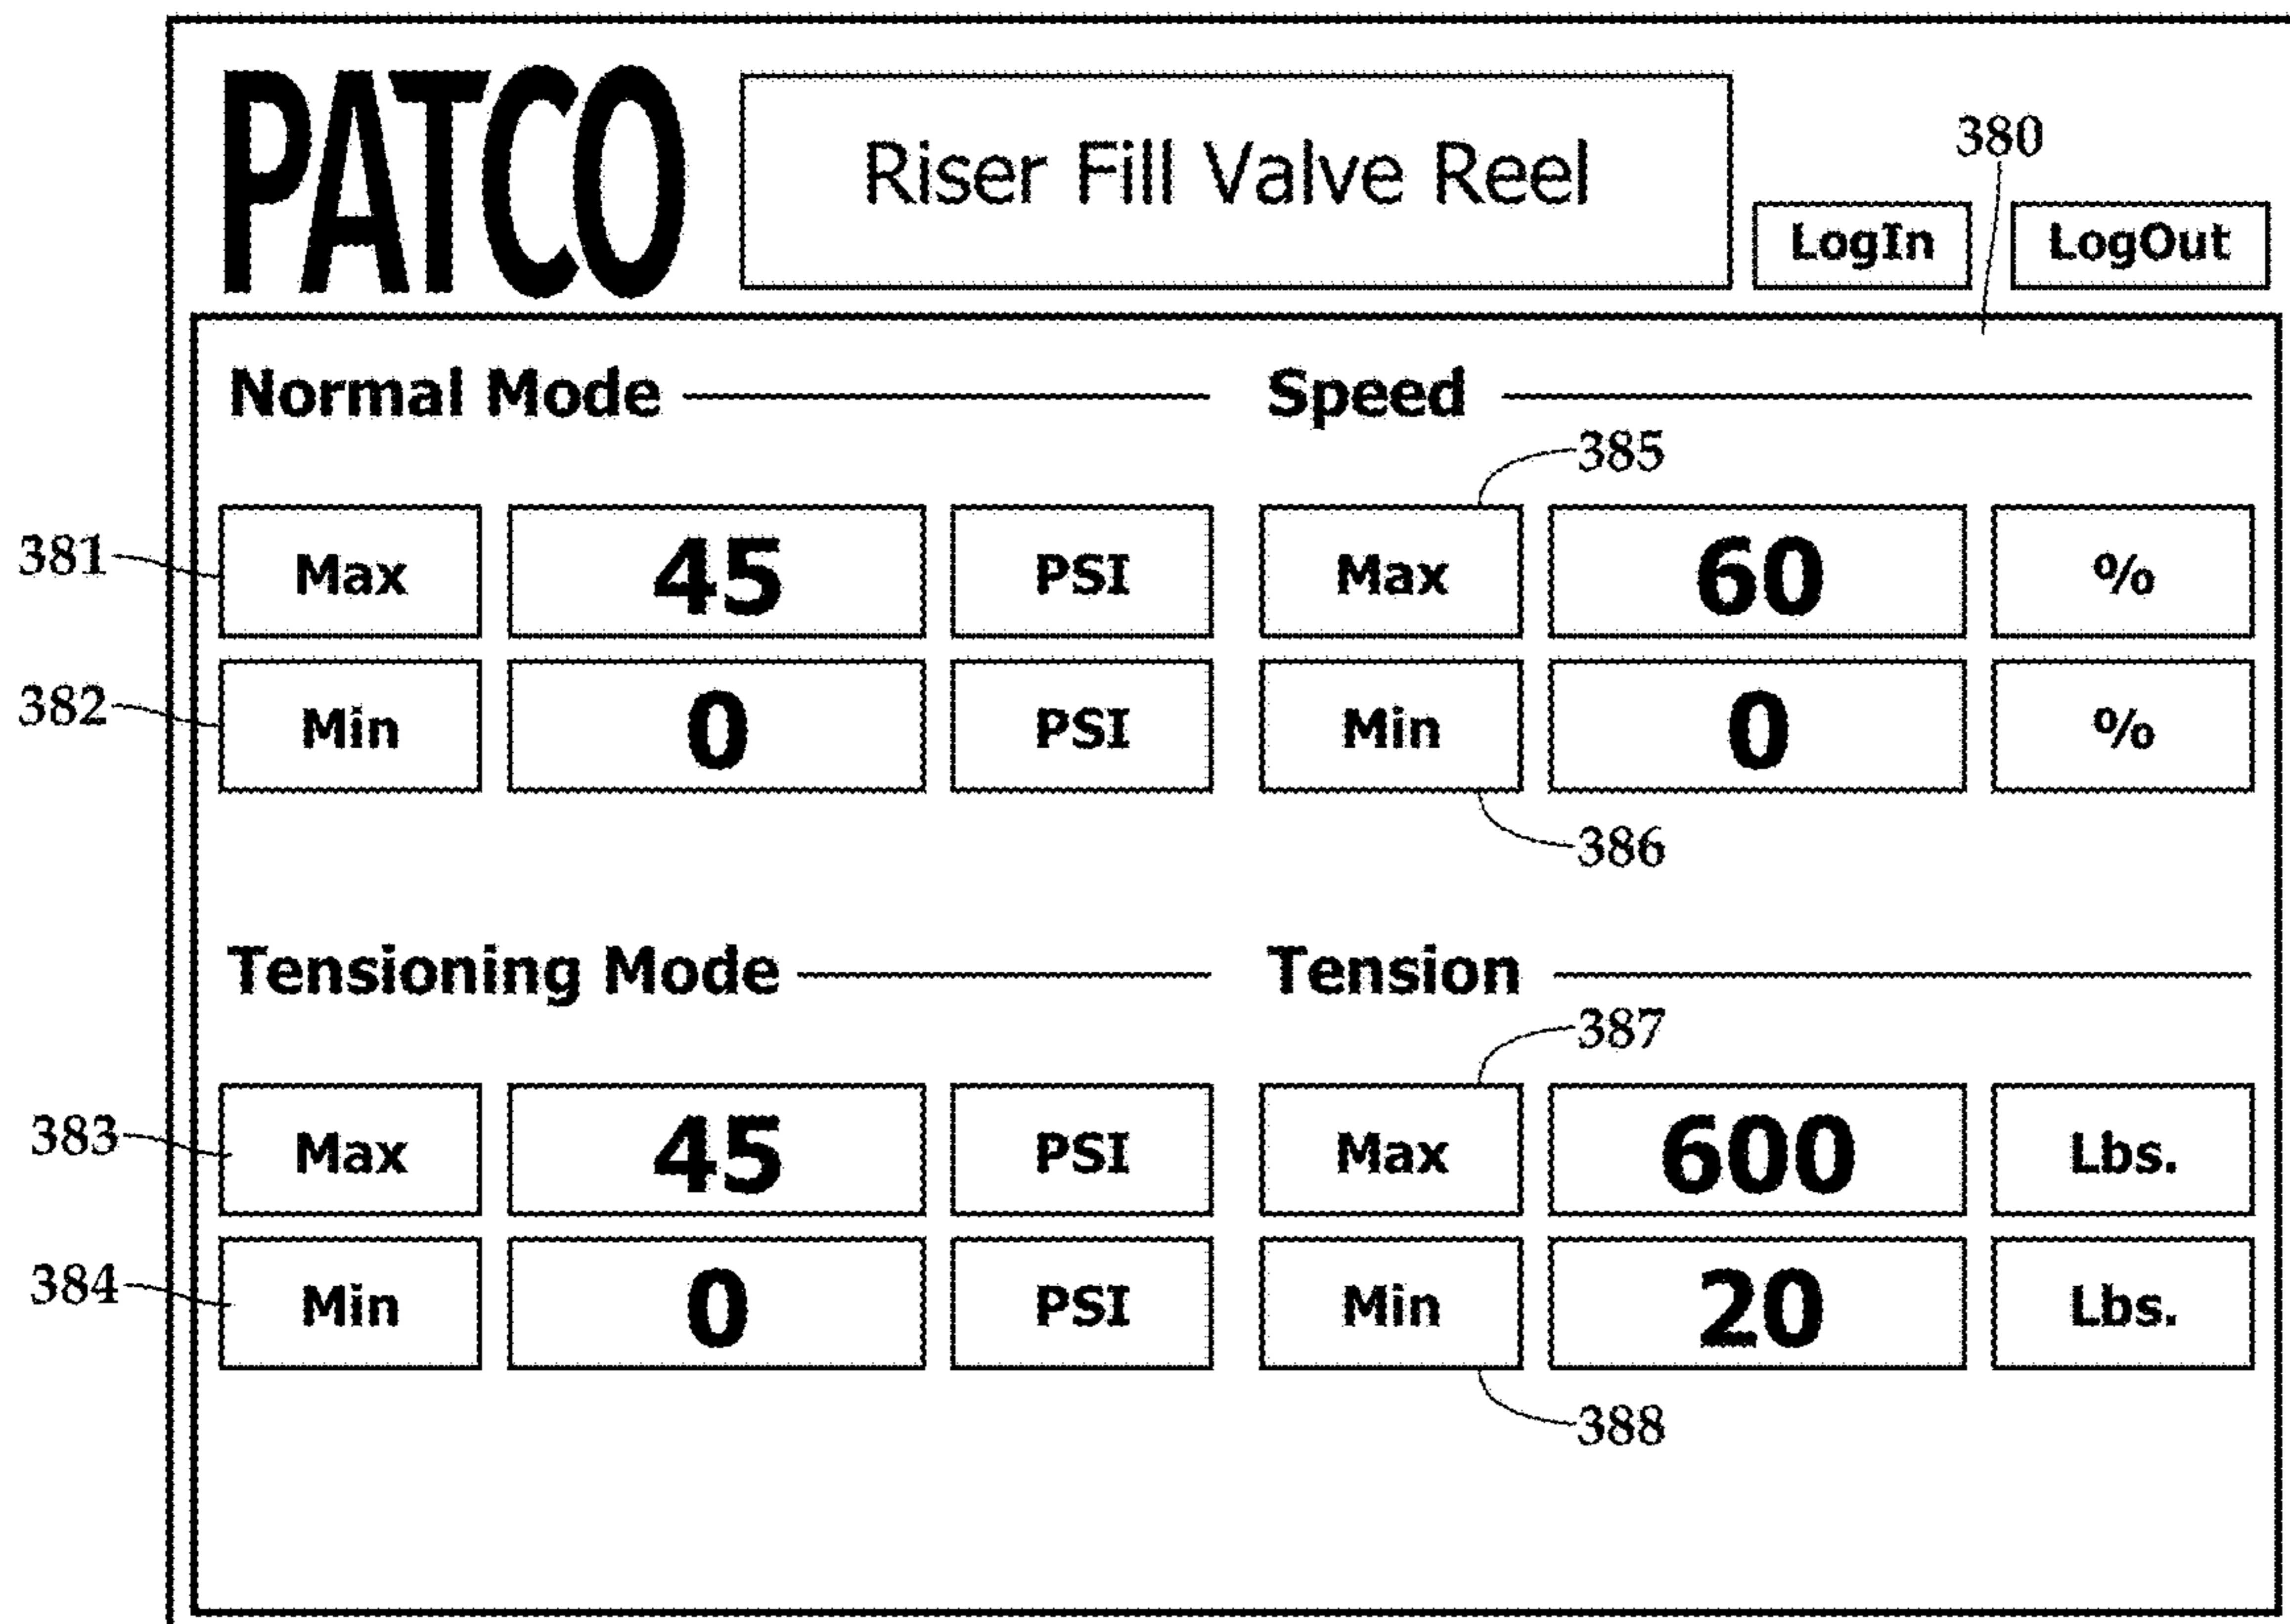 PATCO
Riser Fill Valve Reel
380
LogIn LogOut
Normal Mode Speed
385
381 Max 45 PSI Max 60 %
382 Min 0 PSI Min 0 %
386
Tensioning Mode Tension
387
383 Max 45 PSI Max 600 Lbs.
384 Min 0 PSI Min 20 Lbs.
388